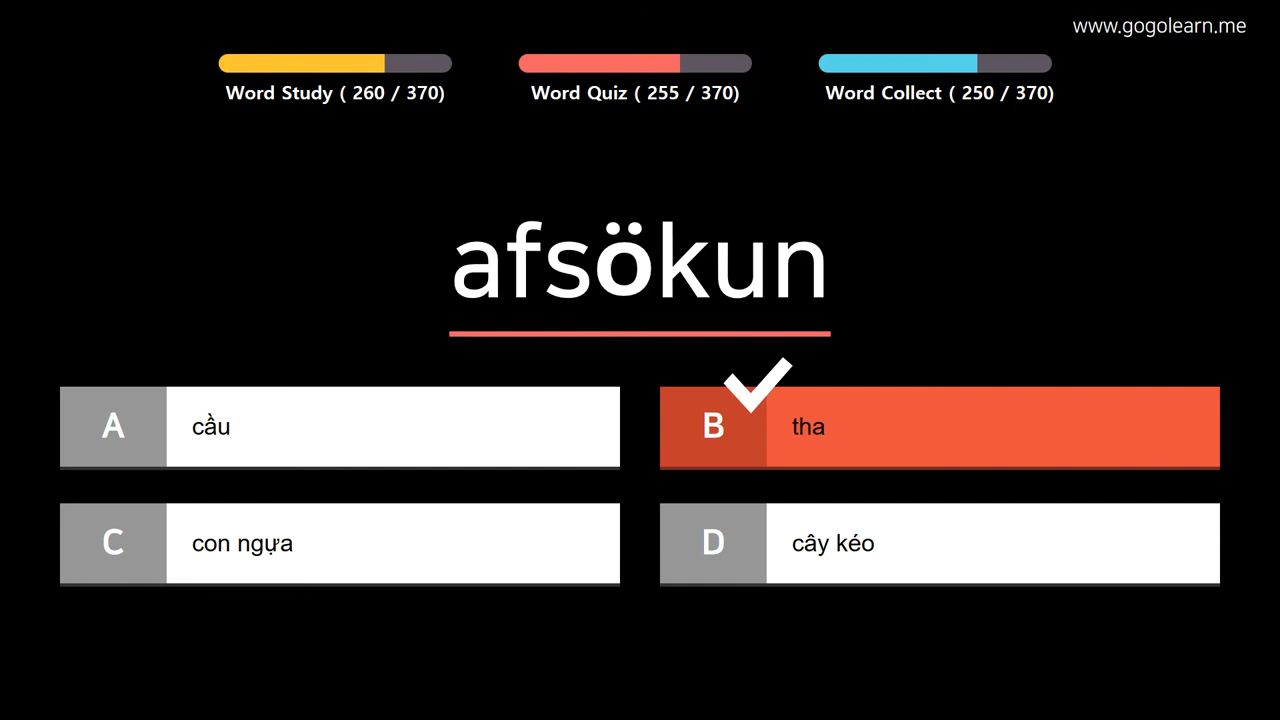 www.gogolearn.me
Word Study ( 260 / 370)
Word Quiz ( 255 / 370)
Word Collect ( 250 / 370)
afsökun
A
cầu
B
tha
C
con ngựa
D
cây kéo